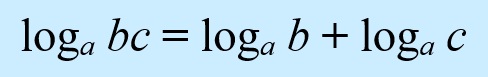 logₐ bc = logₐ b + logₐ c